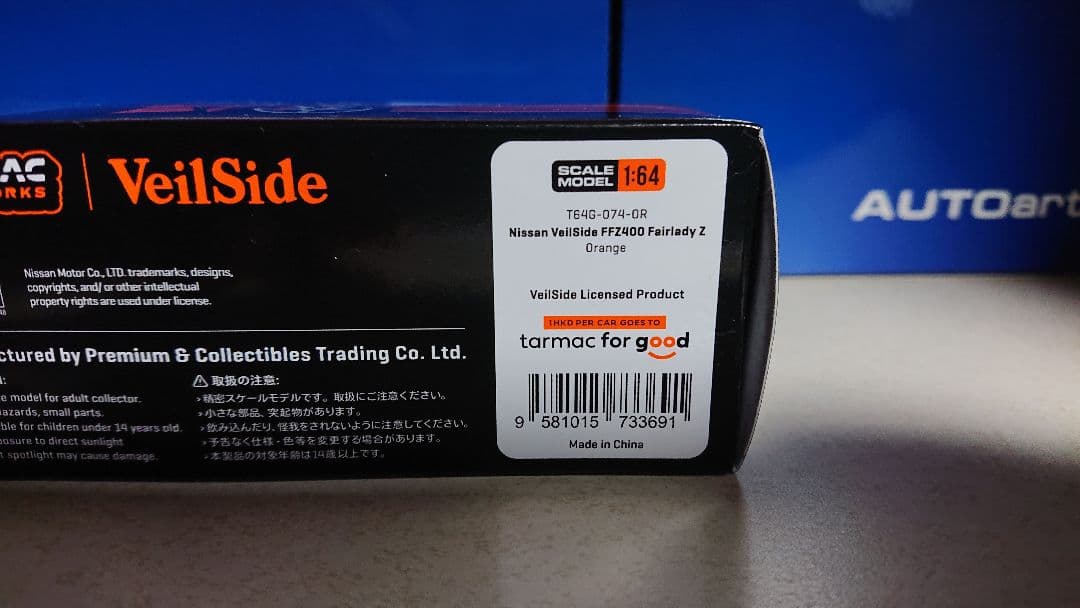 AC
ORKS
VeilSide
Nissan Motor Co., LTD. trademarks, designs,
copyrights, and/ or other intellectual
property rights are used under license.
ctured by Premium & Collectibles Trading Co. Ltd.
e model for adult collector.
azards, small parts.
ble for children under 14 years old.
osure to direct sunlight
t spotlight may cause damage.
⚠ 取扱の注意:
›精密スケールモデルです。取扱にご注意ください。
›小さな部品、突起物があります。
›飲み込んだり、怪我をされないように注意してください。
›予告なく仕様・色等を変更する場合があります。
›本製品の対象年齢は14歳以上です。
SCALE
MODEL 1:64
T64G-074-OR
Nissan VeilSide FFZ400 Fairlady Z
Orange
VeilSide Licensed Product
1HKD PER CAR GOES TO
tarmac for good
9 581015 733691
Made in China
AUTOart